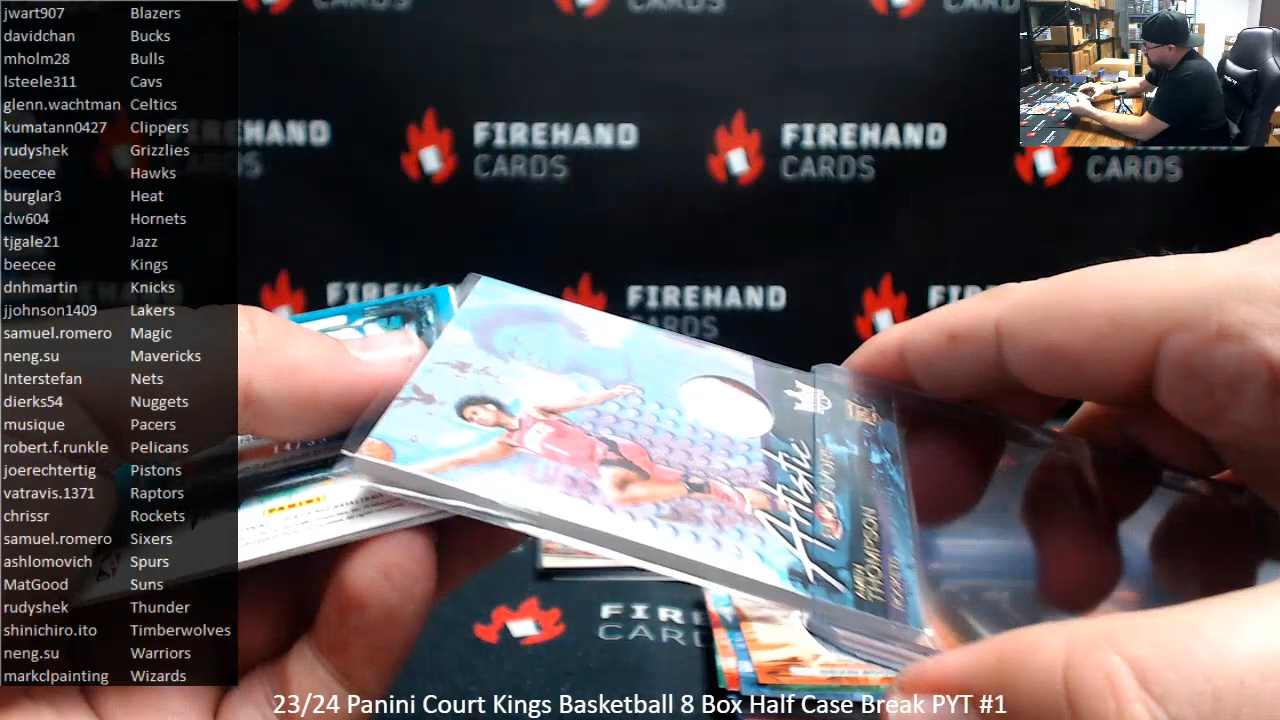 jwart907 Blazers
davidchan Bucks
mholm28 Bulls
lsteele311 Cavs
glenn.wachtman Celtics
kumatann0427 Clippers
rudyshek Grizzlies
beecee Hawks
burglar3 Heat
dw604 Hornets
tjgale21 Jazz
beecee Kings
dnhmartin Knicks
jjohnson1409 Lakers
samuel.romero Magic
neng.su Mavericks
Interstefan Nets
dierks54 Nuggets
musique Pacers
robert.f.runkle Pelicans
joerechtertig Pistons
vatravis.1371 Raptors
chrissr Rockets
samuel.romero Sixers
ashlomovich Spurs
MatGood Suns
rudyshek Thunder
shinichiro.ito Timberwolves
neng.su Warriors
markclpainting Wizards
FIREHAND
CARDS
FIREHAND
CARDS
CARDS
FIREHAND
CARDS
PANINI
Artistic
THOMPSON
23/24 Panini Court Kings Basketball 8 Box Half Case Break PYT #1